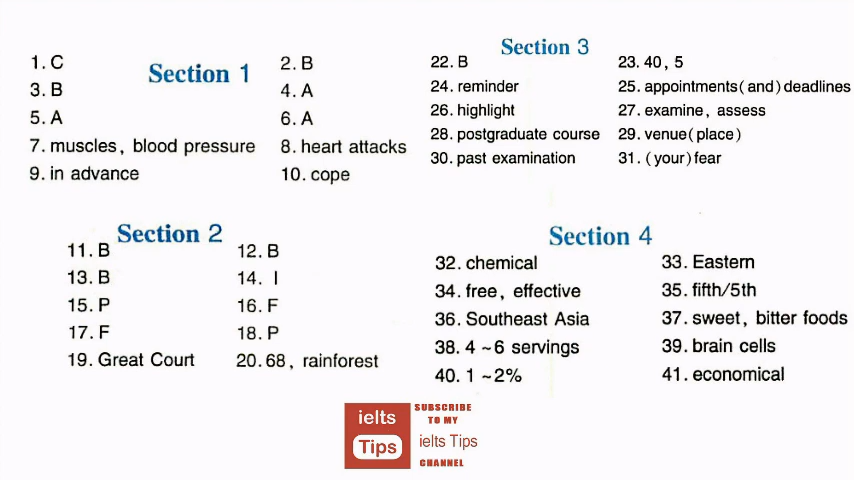 Section 1
1. C
2. B
3. B
4. A
5. A
6. A
7. muscles, blood pressure
8. heart attacks
9. in advance
10. cope
Section 2
11. B
12. B
13. B
14. I
15. P
16. F
17. F
18. P
19. Great Court
20. 68, rainforest
Section 3
22. B
23. 40, 5
24. reminder
25. appointments(and)deadlines
26. highlight
27. examine, assess
28. postgraduate course
29. venue(place)
30. past examination
31. (your)fear
Section 4
32. chemical
33. Eastern
34. free, effective
35. fifth/5th
36. Southeast Asia
37. sweet, bitter foods
38. 4 ~6 servings
39. brain cells
40. 1 ~2%
41. economical
ielts
Tips
SUBSCRIBE
TO MY
ielts Tips
CHANNEL